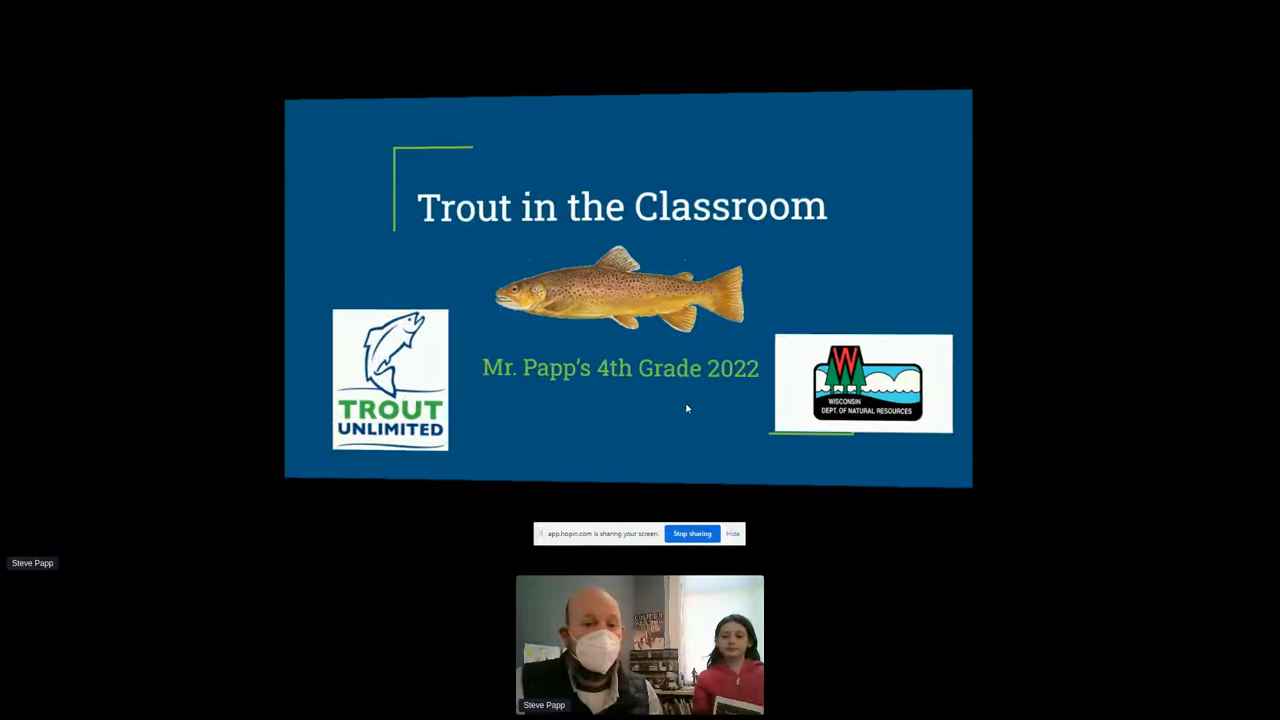 Trout in the Classroom
Mr. Papp's 4th Grade 2022
TROUT
UNLIMITED
W
WISCONSIN
DEPT. OF NATURAL RESOURCES
app.hopin.com is sharing your screen.
Stop sharing
Hide
Steve Papp
Steve Papp